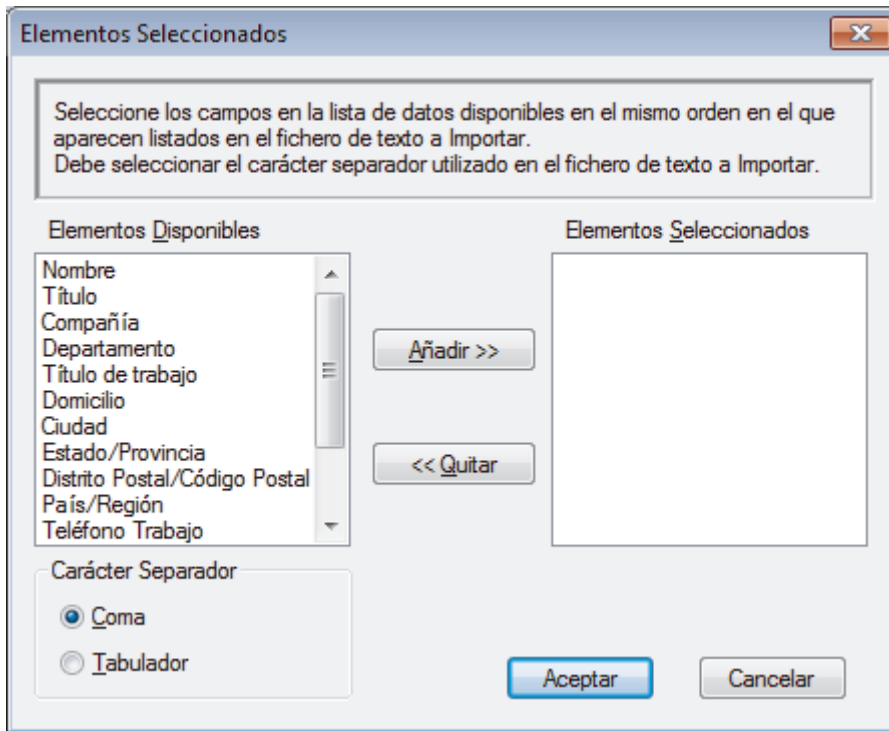 Elementos Seleccionados
Seleccione los campos en la lista de datos disponibles en el mismo orden en el que
aparecen listados en el fichero de texto a Importar.
Debe seleccionar el carácter separador utilizado en el fichero de texto a Importar.
Elementos Disponibles
Elementos Seleccionados
Nombre
Título
Compañía
Departamento
Título de trabajo
Domicilio
Ciudad
Estado/Provincia
Distrito Postal/Código Postal
País/Región
Teléfono Trabajo
Añadir >>
<< Quitar
Carácter Separador
Coma
Tabulador
Aceptar
Cancelar